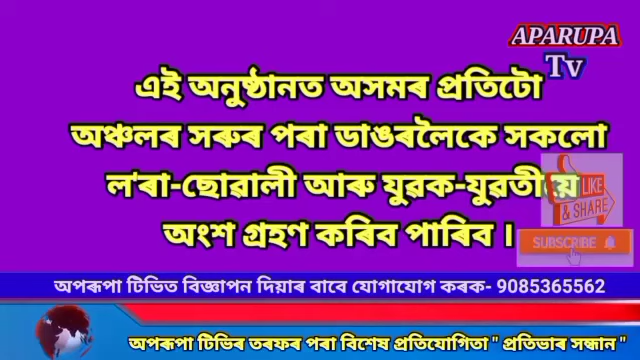 APARUPA
Tv
এই অনুষ্ঠানত অসমৰ প্ৰতিটো
অঞ্চলৰ সৰুৰ পৰা ডাঙৰলৈকে সকলো
ল'ৰা-ছোৱালী আৰু যুৱক-যুৱতীয়ে
অংশ গ্ৰহণ কৰিব পাৰিব ।
LIKE
& SHARE
SUBSCRIBE
অপৰূপা টিভিত বিজ্ঞাপন দিয়াৰ বাবে যোগাযোগ কৰক- 9085365562
অপৰূপা টিভিৰ তৰফৰ পৰা বিশেষ প্ৰতিযোগিতা " প্ৰতিভাৰ সন্ধান "